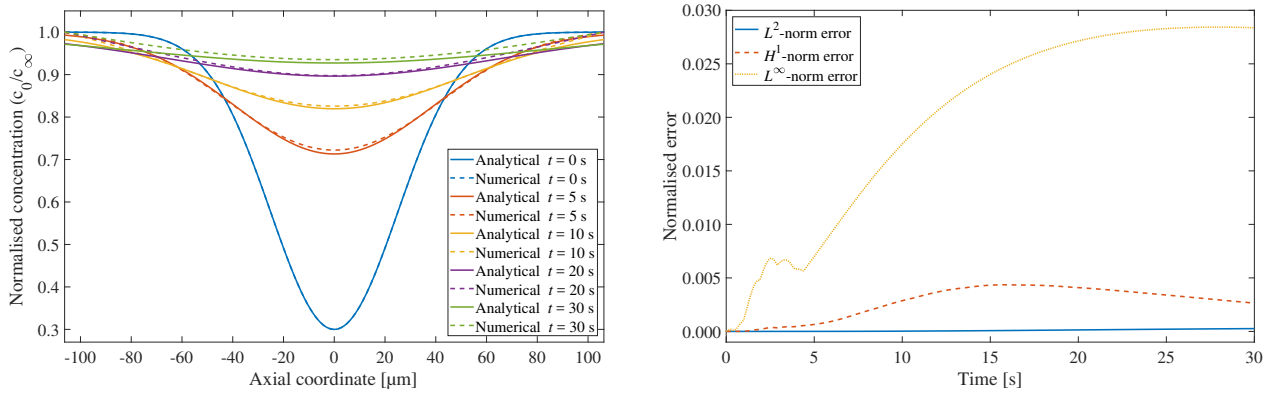 Normalised concentration (c0/c∞)
1.0
0.9
0.8
0.7
0.6
0.5
0.4
0.3
-100 -80 -60 -40 -20 0 20 40 60 80 100
Axial coordinate [µm]
Analytical t = 0 s
Numerical t = 0 s
Analytical t = 5 s
Numerical t = 5 s
Analytical t = 10 s
Numerical t = 10 s
Analytical t = 20 s
Numerical t = 20 s
Analytical t = 30 s
Numerical t = 30 s
Normalised error
0.030
0.025
0.020
0.015
0.010
0.005
0.000
0 5 10 15 20 25 30
Time [s]
L²-norm error
H¹-norm error
L∞-norm error